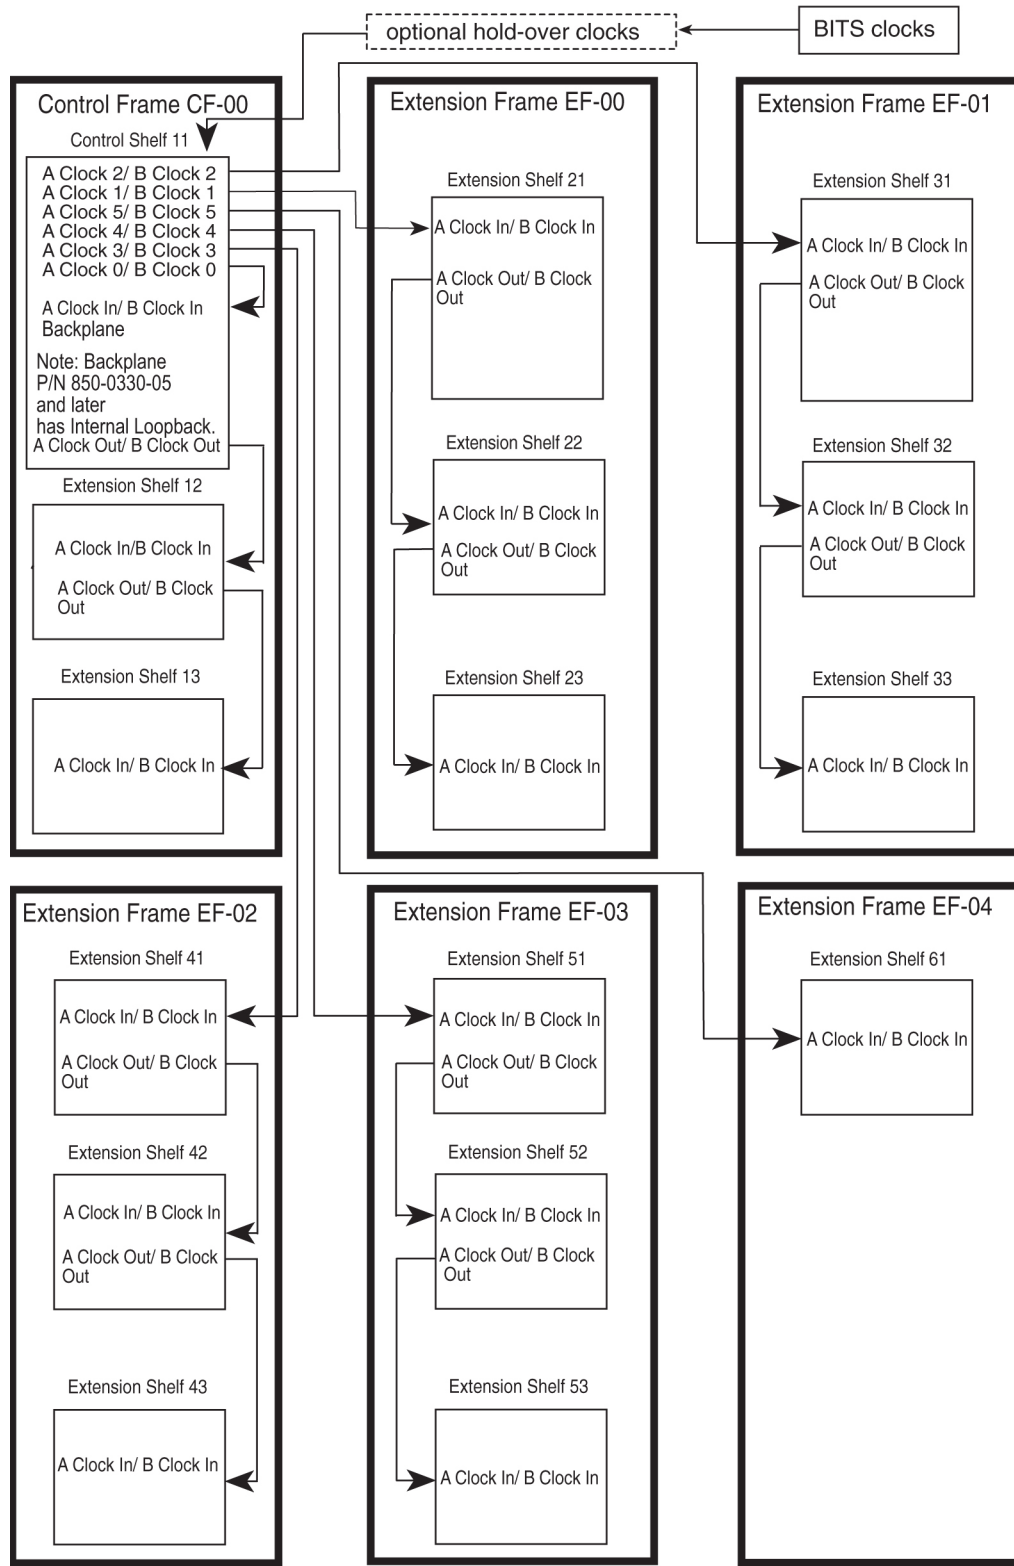 optional hold-over clocks
BITS clocks
Control Frame CF-00
Control Shelf 11
A Clock 2/ B Clock 2
A Clock 1/ B Clock 1
A Clock 5/ B Clock 5
A Clock 4/ B Clock 4
A Clock 3/ B Clock 3
A Clock 0/ B Clock 0
A Clock In/ B Clock In
Backplane
Note: Backplane
P/N 850-0330-05
and later
has Internal Loopback.
A Clock Out/ B Clock Out
Extension Shelf 12
A Clock In/B Clock In
A Clock Out/ B Clock
Out
Extension Shelf 13
A Clock In/ B Clock In
Extension Frame EF-00
Extension Shelf 21
A Clock In/ B Clock In
A Clock Out/ B Clock
Out
Extension Shelf 22
A Clock In/ B Clock In
A Clock Out/ B Clock
Out
Extension Shelf 23
A Clock In/ B Clock In
Extension Frame EF-01
Extension Shelf 31
A Clock In/ B Clock In
A Clock Out/ B Clock
Out
Extension Shelf 32
A Clock In/ B Clock In
A Clock Out/ B Clock
Out
Extension Shelf 33
A Clock In/ B Clock In
Extension Frame EF-02
Extension Shelf 41
A Clock In/ B Clock In
A Clock Out/ B Clock
Out
Extension Shelf 42
A Clock In/ B Clock In
A Clock Out/ B Clock
Out
Extension Shelf 43
A Clock In/ B Clock In
Extension Frame EF-03
Extension Shelf 51
A Clock In/ B Clock In
A Clock Out/ B Clock
Out
Extension Shelf 52
A Clock In/ B Clock In
A Clock Out/ B Clock
Out
Extension Shelf 53
A Clock In/ B Clock In
Extension Frame EF-04
Extension Shelf 61
A Clock In/ B Clock In